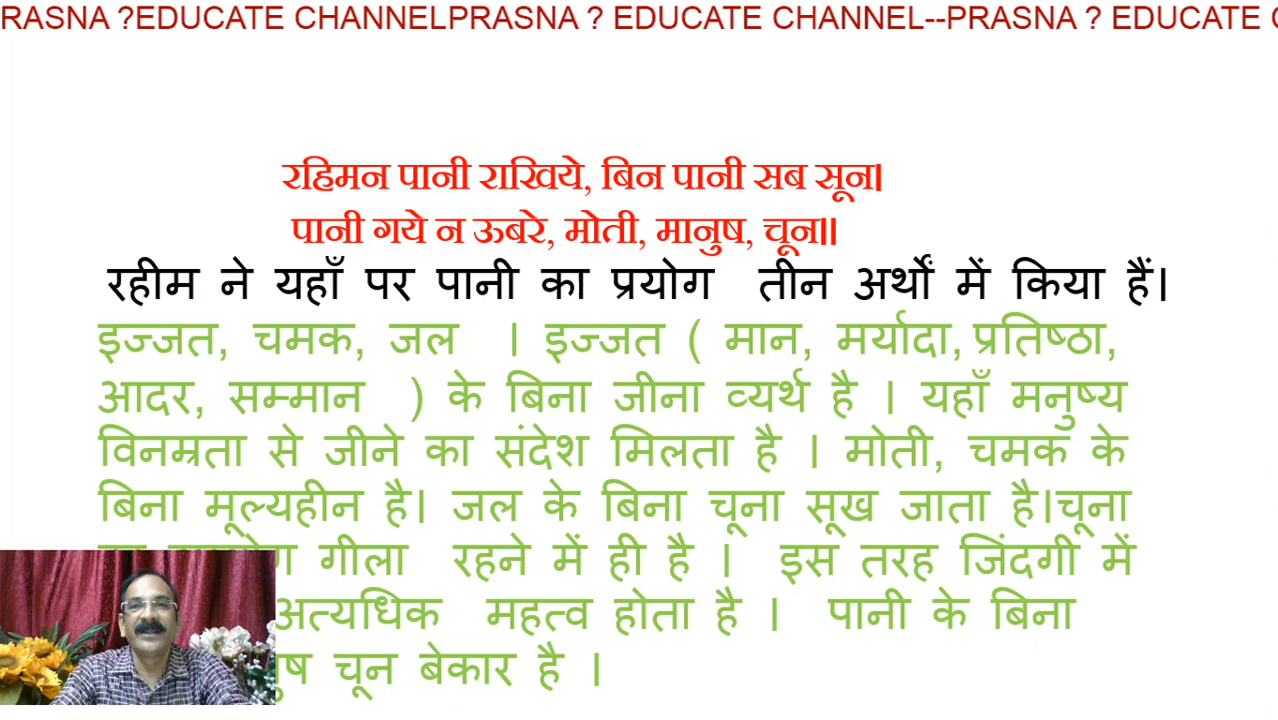 RASNA ?EDUCATE CHANNELPRASNA ? EDUCATE CHANNEL--PRASNA ? EDUCATE C
रहिमन पानी राखिये, बिन पानी सब सून।
पानी गये न ऊबरे, मोती, मानुष, चून॥
रहीम ने यहाँ पर पानी का प्रयोग तीन अर्थों में किया हैं।
इज्जत, चमक, जल । इज्जत ( मान, मर्यादा, प्रतिष्ठा,
आदर, सम्मान ) के बिना जीना व्यर्थ है । यहाँ मनुष्य
विनम्रता से जीने का संदेश मिलता है । मोती, चमक के
बिना मूल्यहीन है। जल के बिना चूना सूख जाता है।चूना
गीला रहने में ही है । इस तरह जिंदगी में
अत्यधिक महत्व होता है । पानी के बिना
चून बेकार है ।